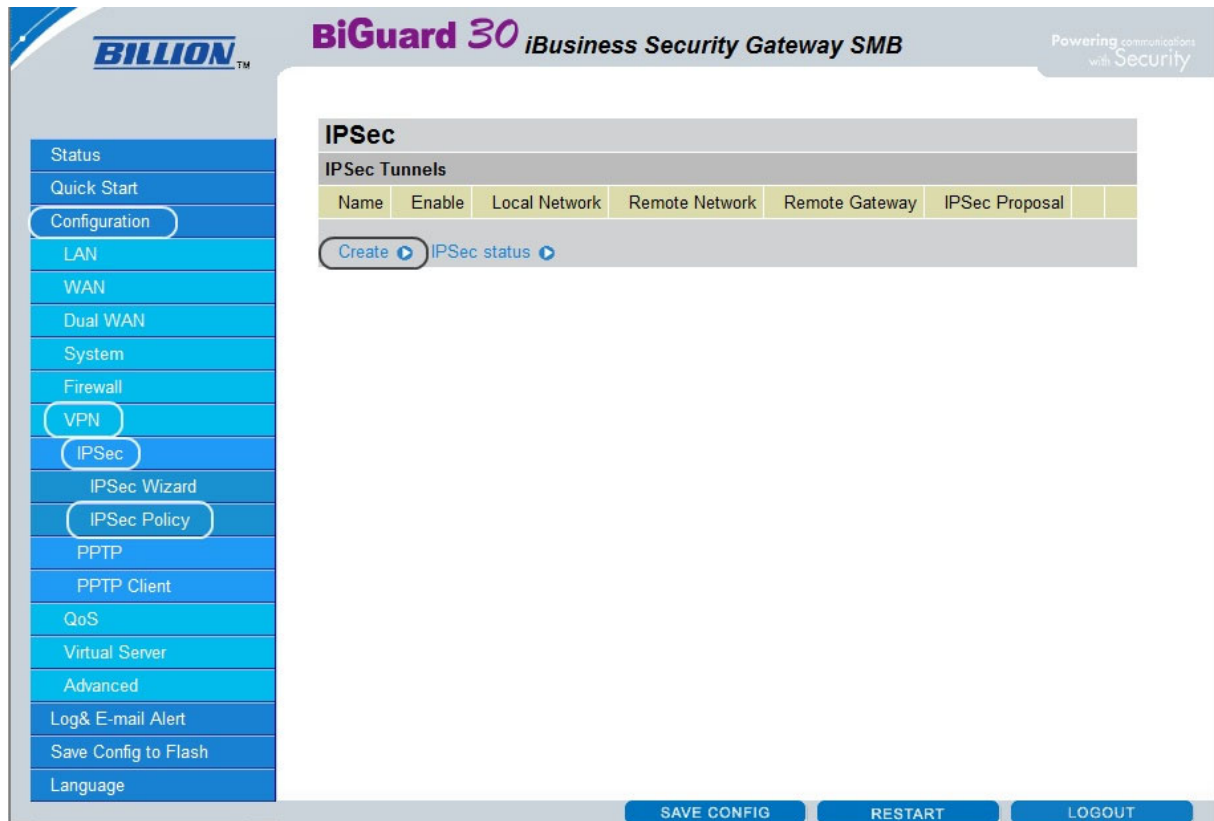 BILLION TM
BiGuard 30 iBusiness Security Gateway SMB
Powering communications
with Security
Status
Quick Start
Configuration
LAN
WAN
Dual WAN
System
Firewall
VPN
IPSec
IPSec Wizard
IPSec Policy
PPTP
PPTP Client
QoS
Virtual Server
Advanced
Log& E-mail Alert
Save Config to Flash
Language
IPSec
IPSec Tunnels
Name Enable Local Network Remote Network Remote Gateway IPSec Proposal
Create IPSec status
SAVE CONFIG RESTART LOGOUT